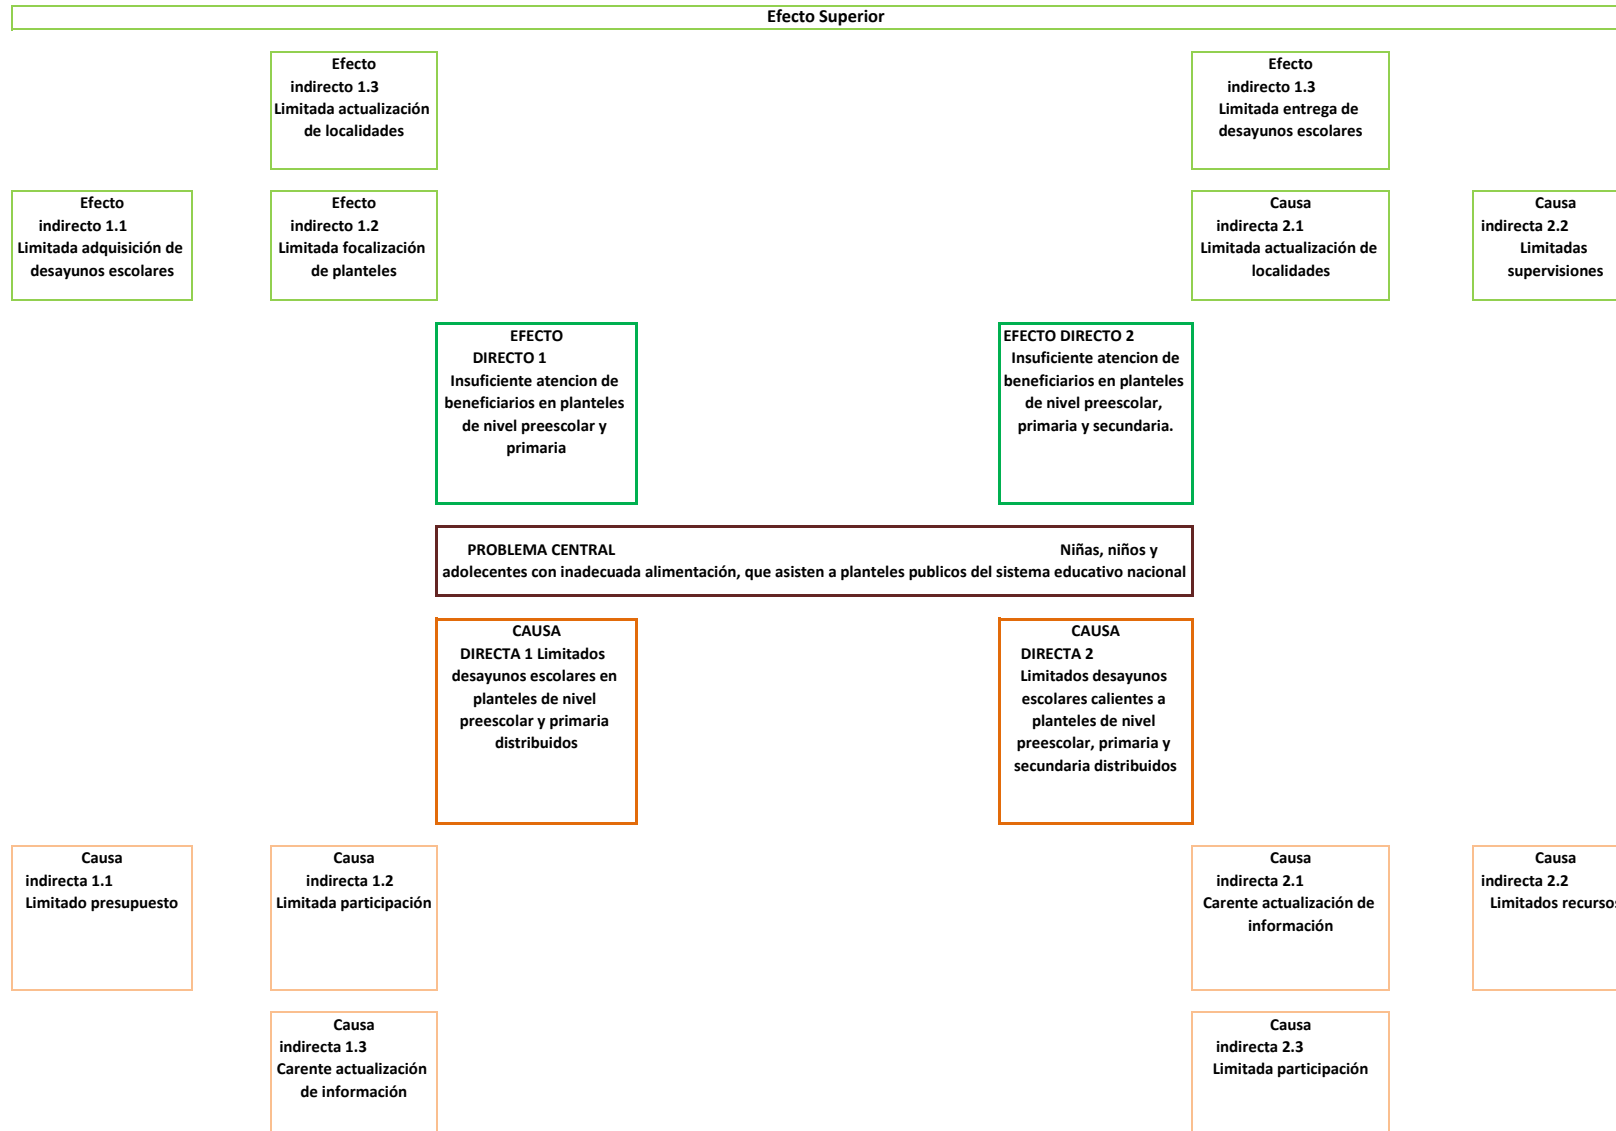 Efecto Superior
Efecto
indirecto 1.3
Limitada actualización
de localidades
Efecto
indirecto 1.3
Limitada entrega de
desayunos escolares
Efecto
indirecto 1.1
Limitada adquisición de
desayunos escolares
Efecto
indirecto 1.2
Limitada focalización
de planteles
Causa
indirecta 2.1
Limitada actualización de
localidades
Causa
indirecta 2.2
Limitadas
supervisiones
EFECTO
DIRECTO 1
Insuficiente atencion de
beneficiarios en planteles
de nivel preescolar y
primaria
EFECTO DIRECTO 2
Insuficiente atencion de
beneficiarios en planteles
de nivel preescolar,
primaria y secundaria.
PROBLEMA CENTRAL Niñas, niños y
adolecentes con inadecuada alimentación, que asisten a planteles publicos del sistema educativo nacional
CAUSA
DIRECTA 1 Limitados
desayunos escolares en
planteles de nivel
preescolar y primaria
distribuidos
CAUSA
DIRECTA 2
Limitados desayunos
escolares calientes a
planteles de nivel
preescolar, primaria y
secundaria distribuidos
Causa
indirecta 1.1
Limitado presupuesto
Causa
indirecta 1.2
Limitada participación
Causa
indirecta 2.1
Carente actualización de
información
Causa
indirecta 2.2
Limitados recursos
Causa
indirecta 1.3
Carente actualización
de información
Causa
indirecta 2.3
Limitada participación